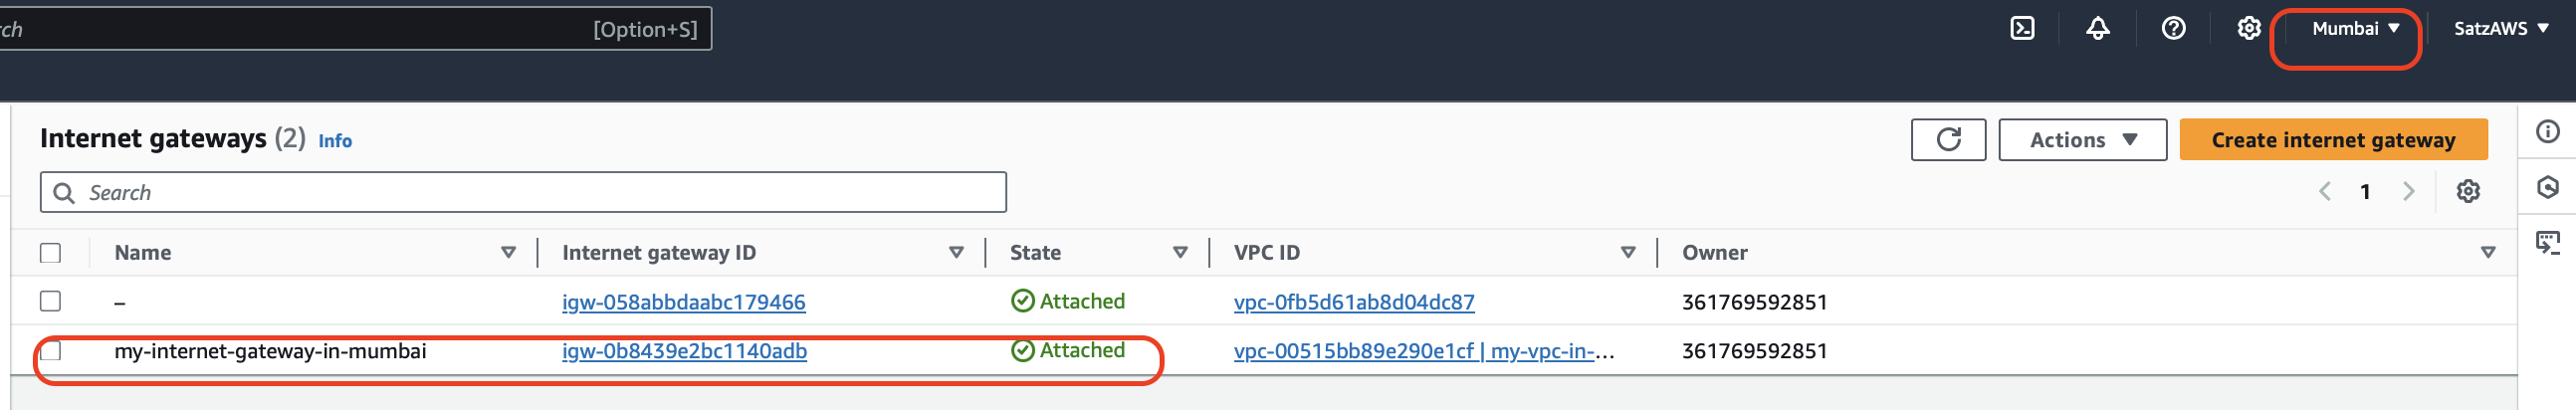 rch [Option+S] Mumbai SatzAWS
Internet gateways (2) Info Actions Create internet gateway
Search 1
Name Internet gateway ID State VPC ID Owner
– igw-058abbdaabc179466 Attached vpc-0fb5d61ab8d04dc87 361769592851
my-internet-gateway-in-mumbai igw-0b8439e2bc1140adb Attached vpc-00515bb89e290e1cf | my-vpc-in-... 361769592851